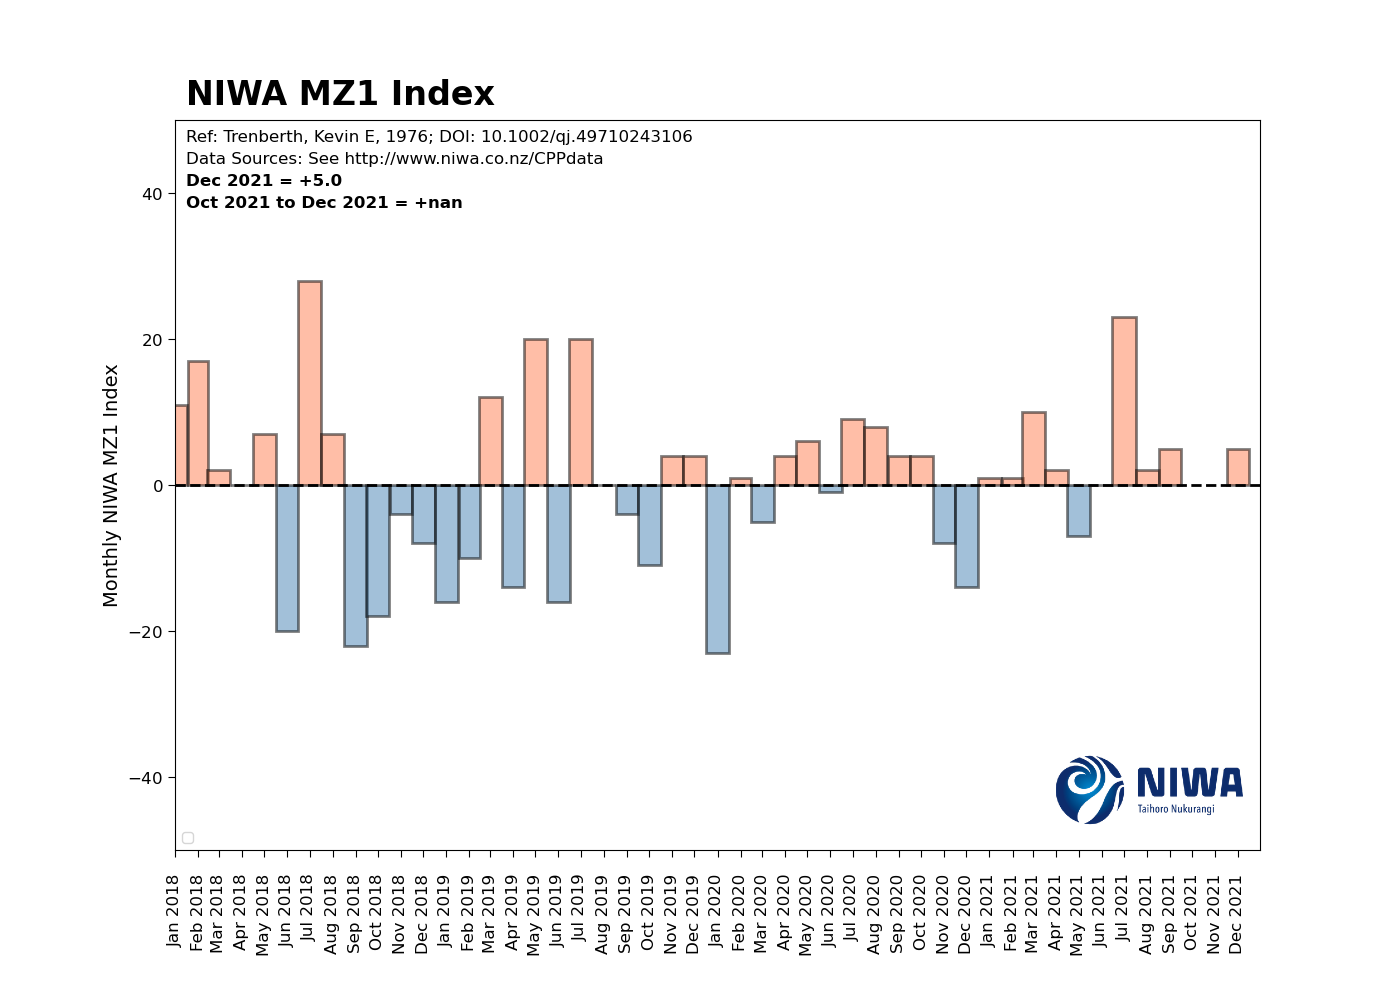 NIWA MZ1 Index
Ref: Trenberth, Kevin E, 1976; DOI: 10.1002/qj.49710243106
Data Sources: See http://www.niwa.co.nz/CPPdata
Dec 2021 = +5.0
Oct 2021 to Dec 2021 = +nan
Monthly NIWA MZ1 Index
40
20
0
−20
−40
NIWA
Taihoro Nukurangi
Jan 2018
Feb 2018
Mar 2018
Apr 2018
May 2018
Jun 2018
Jul 2018
Aug 2018
Sep 2018
Oct 2018
Nov 2018
Dec 2018
Jan 2019
Feb 2019
Mar 2019
Apr 2019
May 2019
Jun 2019
Jul 2019
Aug 2019
Sep 2019
Oct 2019
Nov 2019
Dec 2019
Jan 2020
Feb 2020
Mar 2020
Apr 2020
May 2020
Jun 2020
Jul 2020
Aug 2020
Sep 2020
Oct 2020
Nov 2020
Dec 2020
Jan 2021
Feb 2021
Mar 2021
Apr 2021
May 2021
Jun 2021
Jul 2021
Aug 2021
Sep 2021
Oct 2021
Nov 2021
Dec 2021